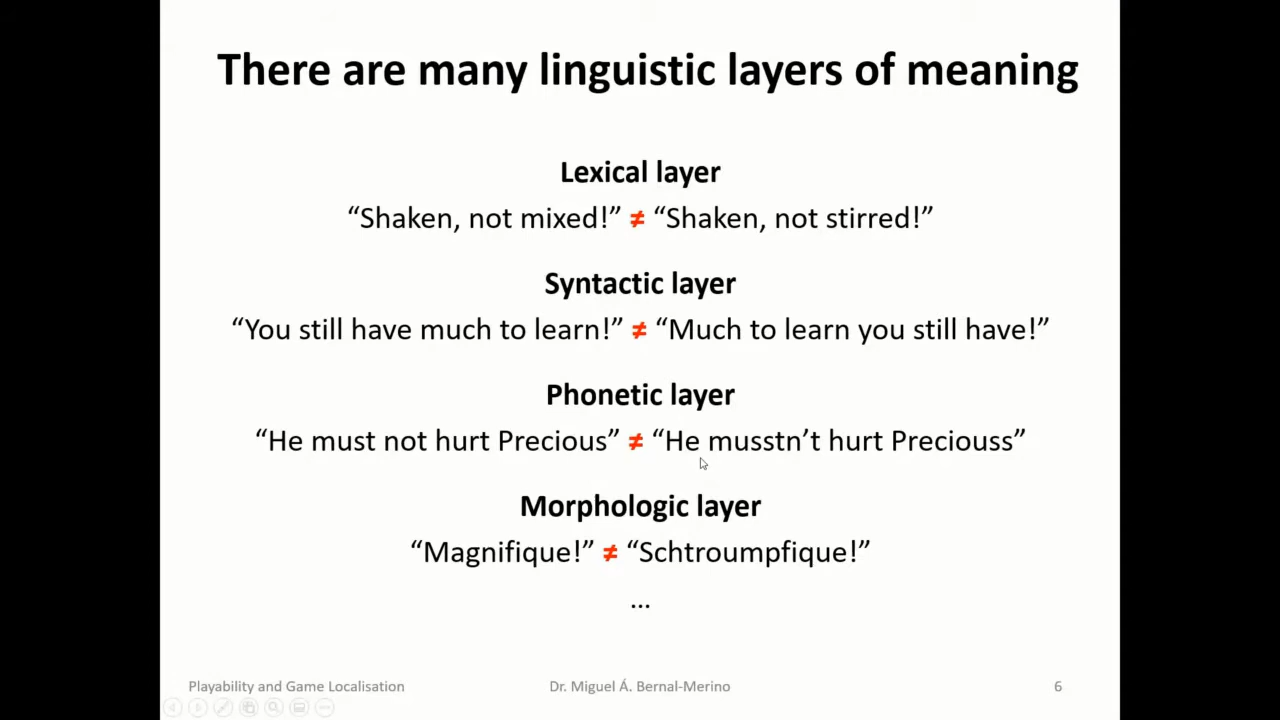 There are many linguistic layers of meaning
Lexical layer
“Shaken, not mixed!” ≠ “Shaken, not stirred!”
Syntactic layer
“You still have much to learn!” ≠ “Much to learn you still have!”
Phonetic layer
“He must not hurt Precious” ≠ “He musstn’t hurt Preciouss”
Morphologic layer
“Magnifique!” ≠ “Schtroumpfique!”
...
Playability and Game Localisation
Dr. Miguel Á. Bernal-Merino
6